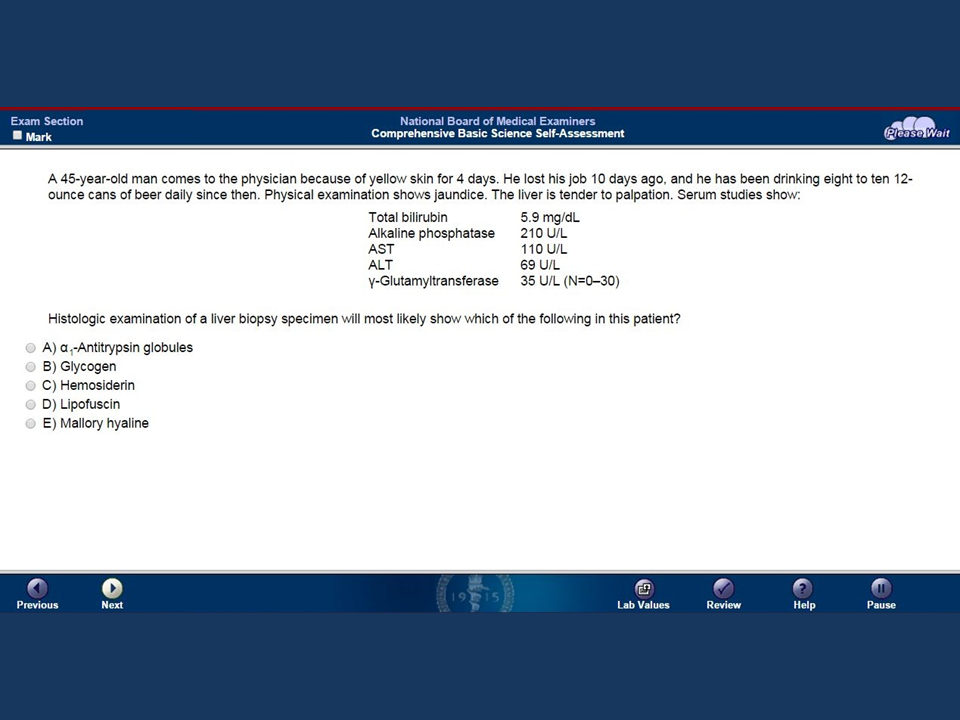 Exam Section
Mark
National Board of Medical Examiners
Comprehensive Basic Science Self-Assessment
Please Wait
A 45-year-old man comes to the physician because of yellow skin for 4 days. He lost his job 10 days ago, and he has been drinking eight to ten 12-
ounce cans of beer daily since then. Physical examination shows jaundice. The liver is tender to palpation. Serum studies show:
Total bilirubin 5.9 mg/dL
Alkaline phosphatase 210 U/L
AST 110 U/L
ALT 69 U/L
γ-Glutamyltransferase 35 U/L (N=0–30)
Histologic examination of a liver biopsy specimen will most likely show which of the following in this patient?
A) α1-Antitrypsin globules
B) Glycogen
C) Hemosiderin
D) Lipofuscin
E) Mallory hyaline
Previous
Next
1915
Lab Values
Review
Help
Pause